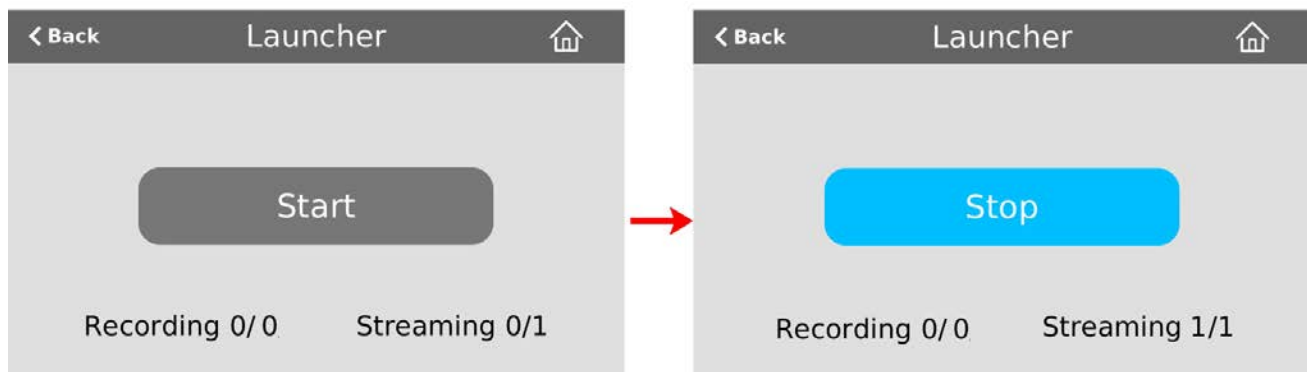 Back Launcher
Start
Recording 0/0 Streaming 0/1
Back Launcher
Stop
Recording 0/0 Streaming 1/1